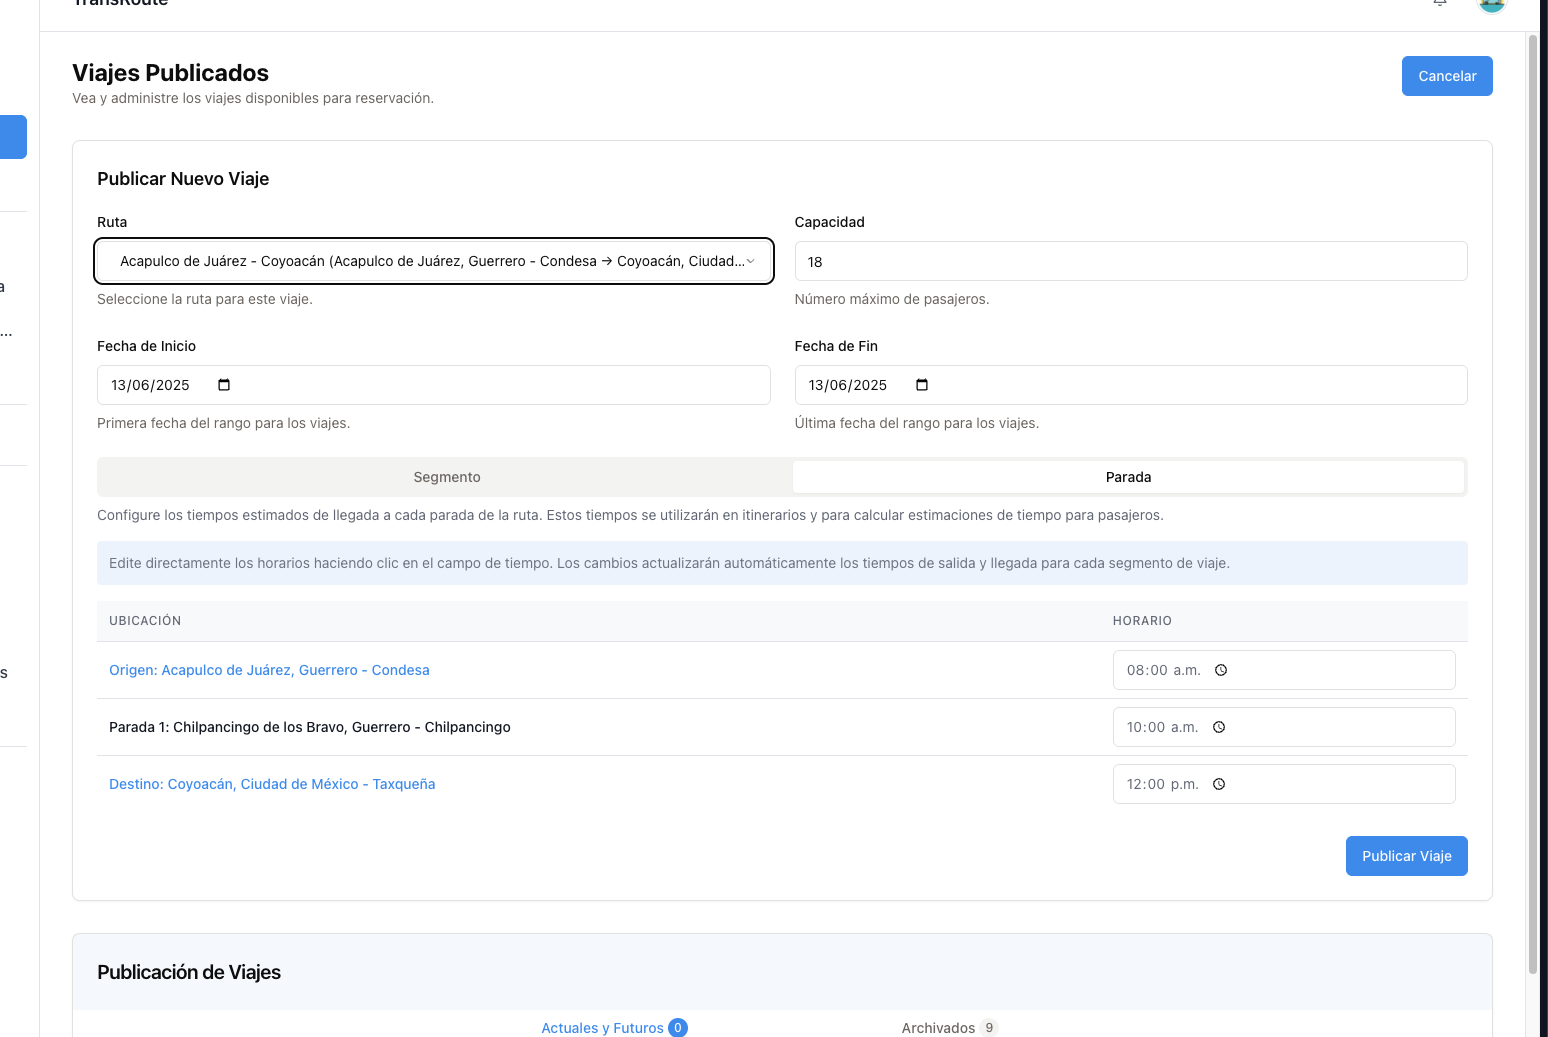 TransRoute
Viajes Publicados
Vea y administre los viajes disponibles para reservación.
Cancelar
Publicar Nuevo Viaje
Ruta
Acapulco de Juárez - Coyoacán (Acapulco de Juárez, Guerrero - Condesa → Coyoacán, Ciudad...
Seleccione la ruta para este viaje.
Capacidad
18
Número máximo de pasajeros.
Fecha de Inicio
13/06/2025
Primera fecha del rango para los viajes.
Fecha de Fin
13/06/2025
Última fecha del rango para los viajes.
Segmento
Parada
Configure los tiempos estimados de llegada a cada parada de la ruta. Estos tiempos se utilizarán en itinerarios y para calcular estimaciones de tiempo para pasajeros.
Edite directamente los horarios haciendo clic en el campo de tiempo. Los cambios actualizarán automáticamente los tiempos de salida y llegada para cada segmento de viaje.
UBICACIÓN
HORARIO
Origen: Acapulco de Juárez, Guerrero - Condesa
08:00 a.m.
Parada 1: Chilpancingo de los Bravo, Guerrero - Chilpancingo
10:00 a.m.
Destino: Coyoacán, Ciudad de México - Taxqueña
12:00 p.m.
Publicar Viaje
Publicación de Viajes
Actuales y Futuros 0
Archivados 9
a
...
s